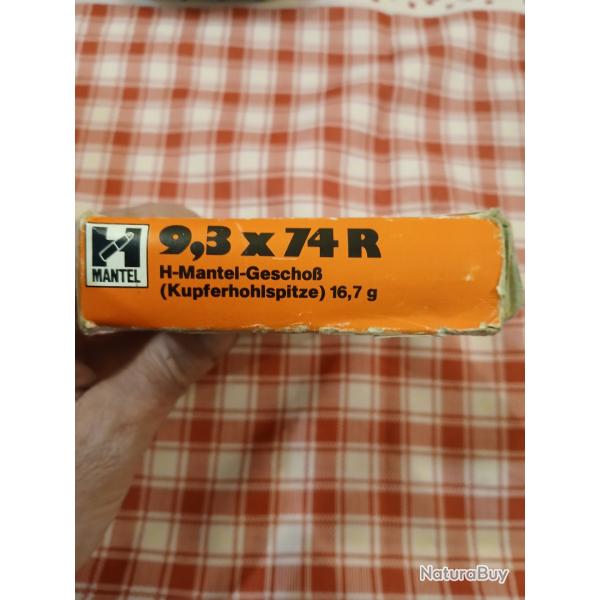 H
MANTEL
9,3 x 74 R
H-Mantel-Geschoß
(Kupferhohlspitze) 16,7 g
NaturaBuy